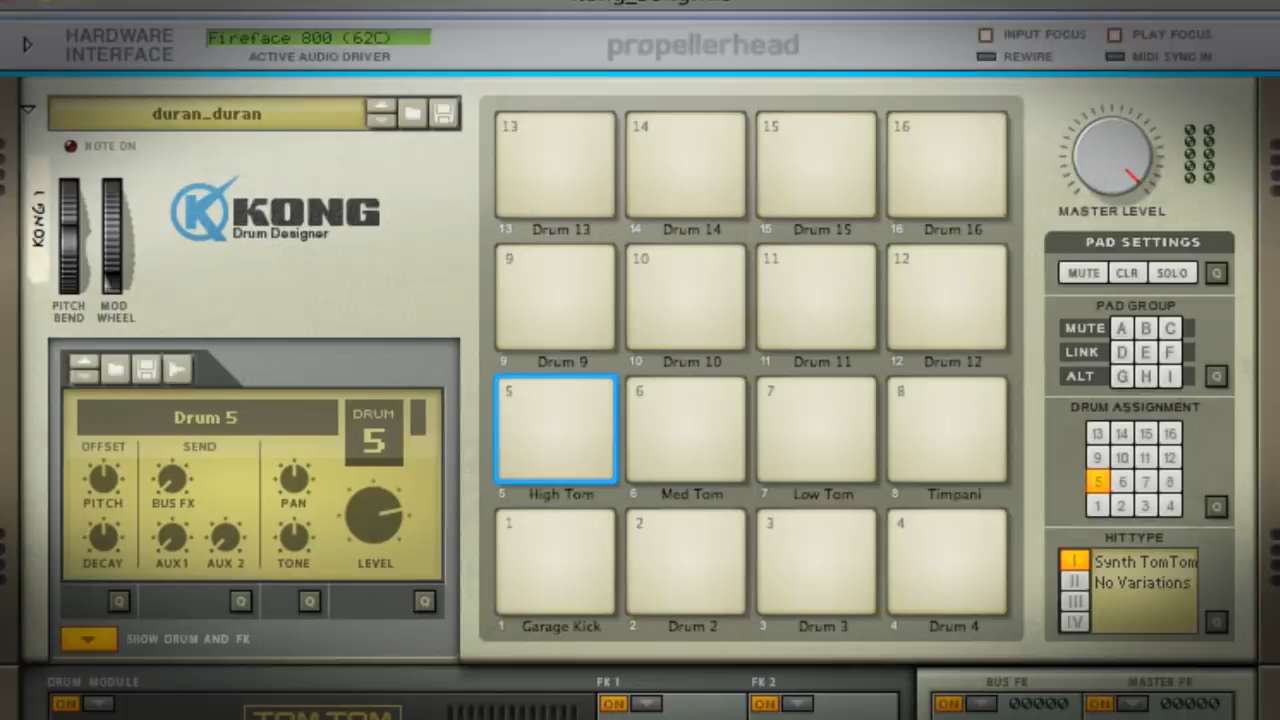 HARDWARE
INTERFACE
Fireface 800 (62C)
ACTIVE AUDIO DRIVER
propellerhead
INPUT FOCUS
PLAY FOCUS
REWIRE
MIDI SYNC IN
duran_duran
NOTE ON
KONG 1
PITCH
BEND
MOD
WHEEL
KONG
Drum Designer
13
14
15
16
13 Drum 13
14 Drum 14
15 Drum 15
16 Drum 16
9
10
11
12
9 Drum 9
10 Drum 10
11 Drum 11
12 Drum 12
5
6
7
8
5 High Tom
6 Med Tom
7 Low Tom
8 Timpani
1
2
3
4
1 Garage Kick
2 Drum 2
3 Drum 3
4 Drum 4
MASTER LEVEL
PAD SETTINGS
MUTE CLR SOLO Q
PAD GROUP
MUTE A B C
LINK D E F
ALT G H I Q
DRUM ASSIGNMENT
13 14 15 16
9 10 11 12
5 6 7 8
1 2 3 4 Q
HIT TYPE
I Synth TomTom
II No Variations
III
IV Q
Drum 5
DRUM
5
OFFSET
SEND
PITCH
BUS FX
PAN
DECAY
AUX 1
AUX 2
TONE
LEVEL
Q Q Q Q
SHOW DRUM AND FX
DRUM MODULE
FX 1
FX 2
BUS FX
MASTER FX
ON
ON
ON
ON
ON
TOM TOM